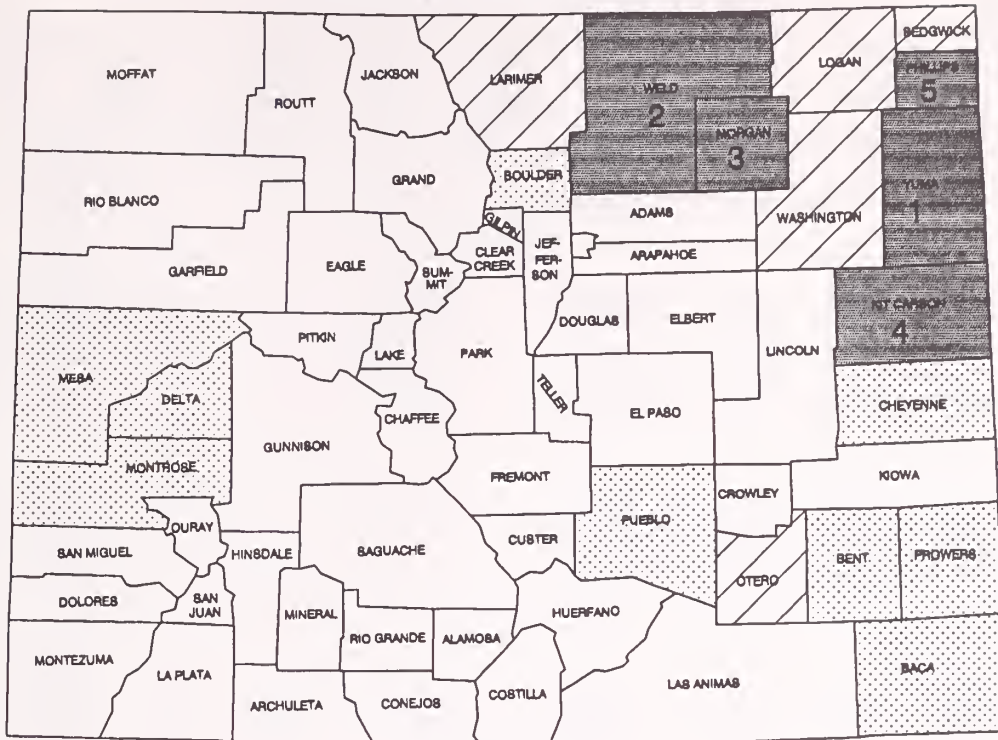 MOFFAT
ROUTT
JACKSON
LARIMER
WELD
2
MORGAN
3
LOGAN
SEDGWICK
PHILLIPS
5
RIO BLANCO
GRAND
BOULDER
GILPIN
CLEAR
CREEK
JEF-
FER-
SON
ADAMS
ARAPAHOE
WASHINGTON
YUMA
1
GARFIELD
EAGLE
SUM-
MIT
DOUGLAS
ELBERT
LINCOLN
KIT CARSON
4
PITKIN
LAKE
PARK
TELLER
EL PASO
CHEYENNE
MESA
DELTA
GUNNISON
CHAFFEE
MONTROSE
FREMONT
CROWLEY
KIOWA
OURAY
PUEBLO
SAN MIGUEL
HINSDALE
SAGUACHE
CUSTER
OTERO
BENT
PROWERS
DOLORES
SAN
JUAN
MINERAL
RIO GRANDE
ALAMOSA
HUERFANO
MONTEZUMA
LA PLATA
ARCHULETA
CONEJOS
COSTILLA
LAS ANIMAS
BACA